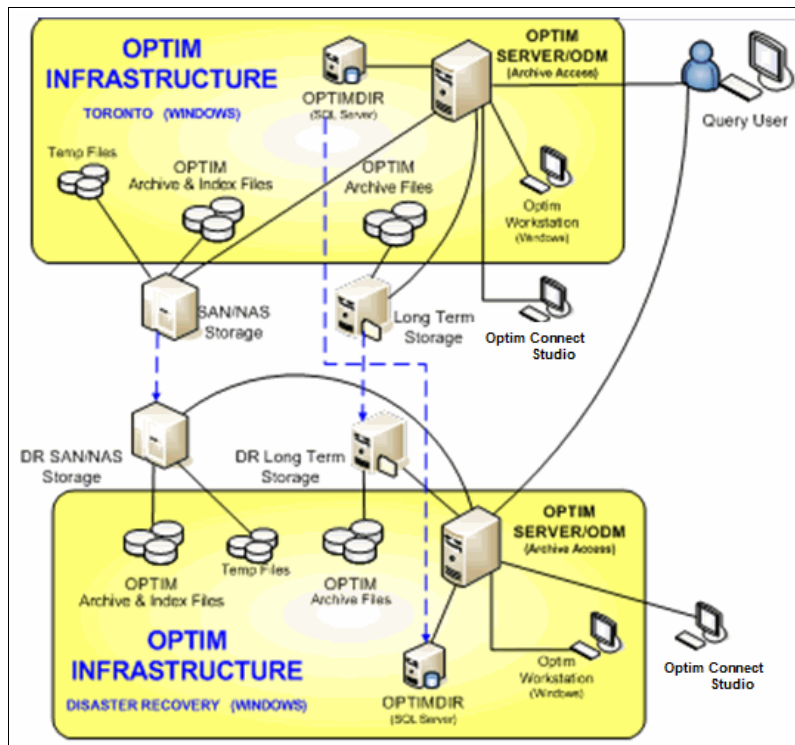 OPTIM
INFRASTRUCTURE
TORONTO (WINDOWS)
OPTIMDIR
(SQL Server)
OPTIM
SERVER/ODM
(Archive Access)
Query User
Temp Files
OPTIM
Archive & Index Files
OPTIM
Archive Files
Optim
Workstation
(Windows)
SAN/NAS
Storage
Long Term
Storage
Optim Connect
Studio
DR SAN/NAS
Storage
DR Long Term
Storage
OPTIM
SERVER/ODM
(Archive Access)
OPTIM
Archive & Index Files
Temp Files
OPTIM
Archive Files
OPTIM
INFRASTRUCTURE
DISASTER RECOVERY (WINDOWS)
OPTIMDIR
(SQL Server)
Optim
Workstation
(Windows)
Optim Connect
Studio